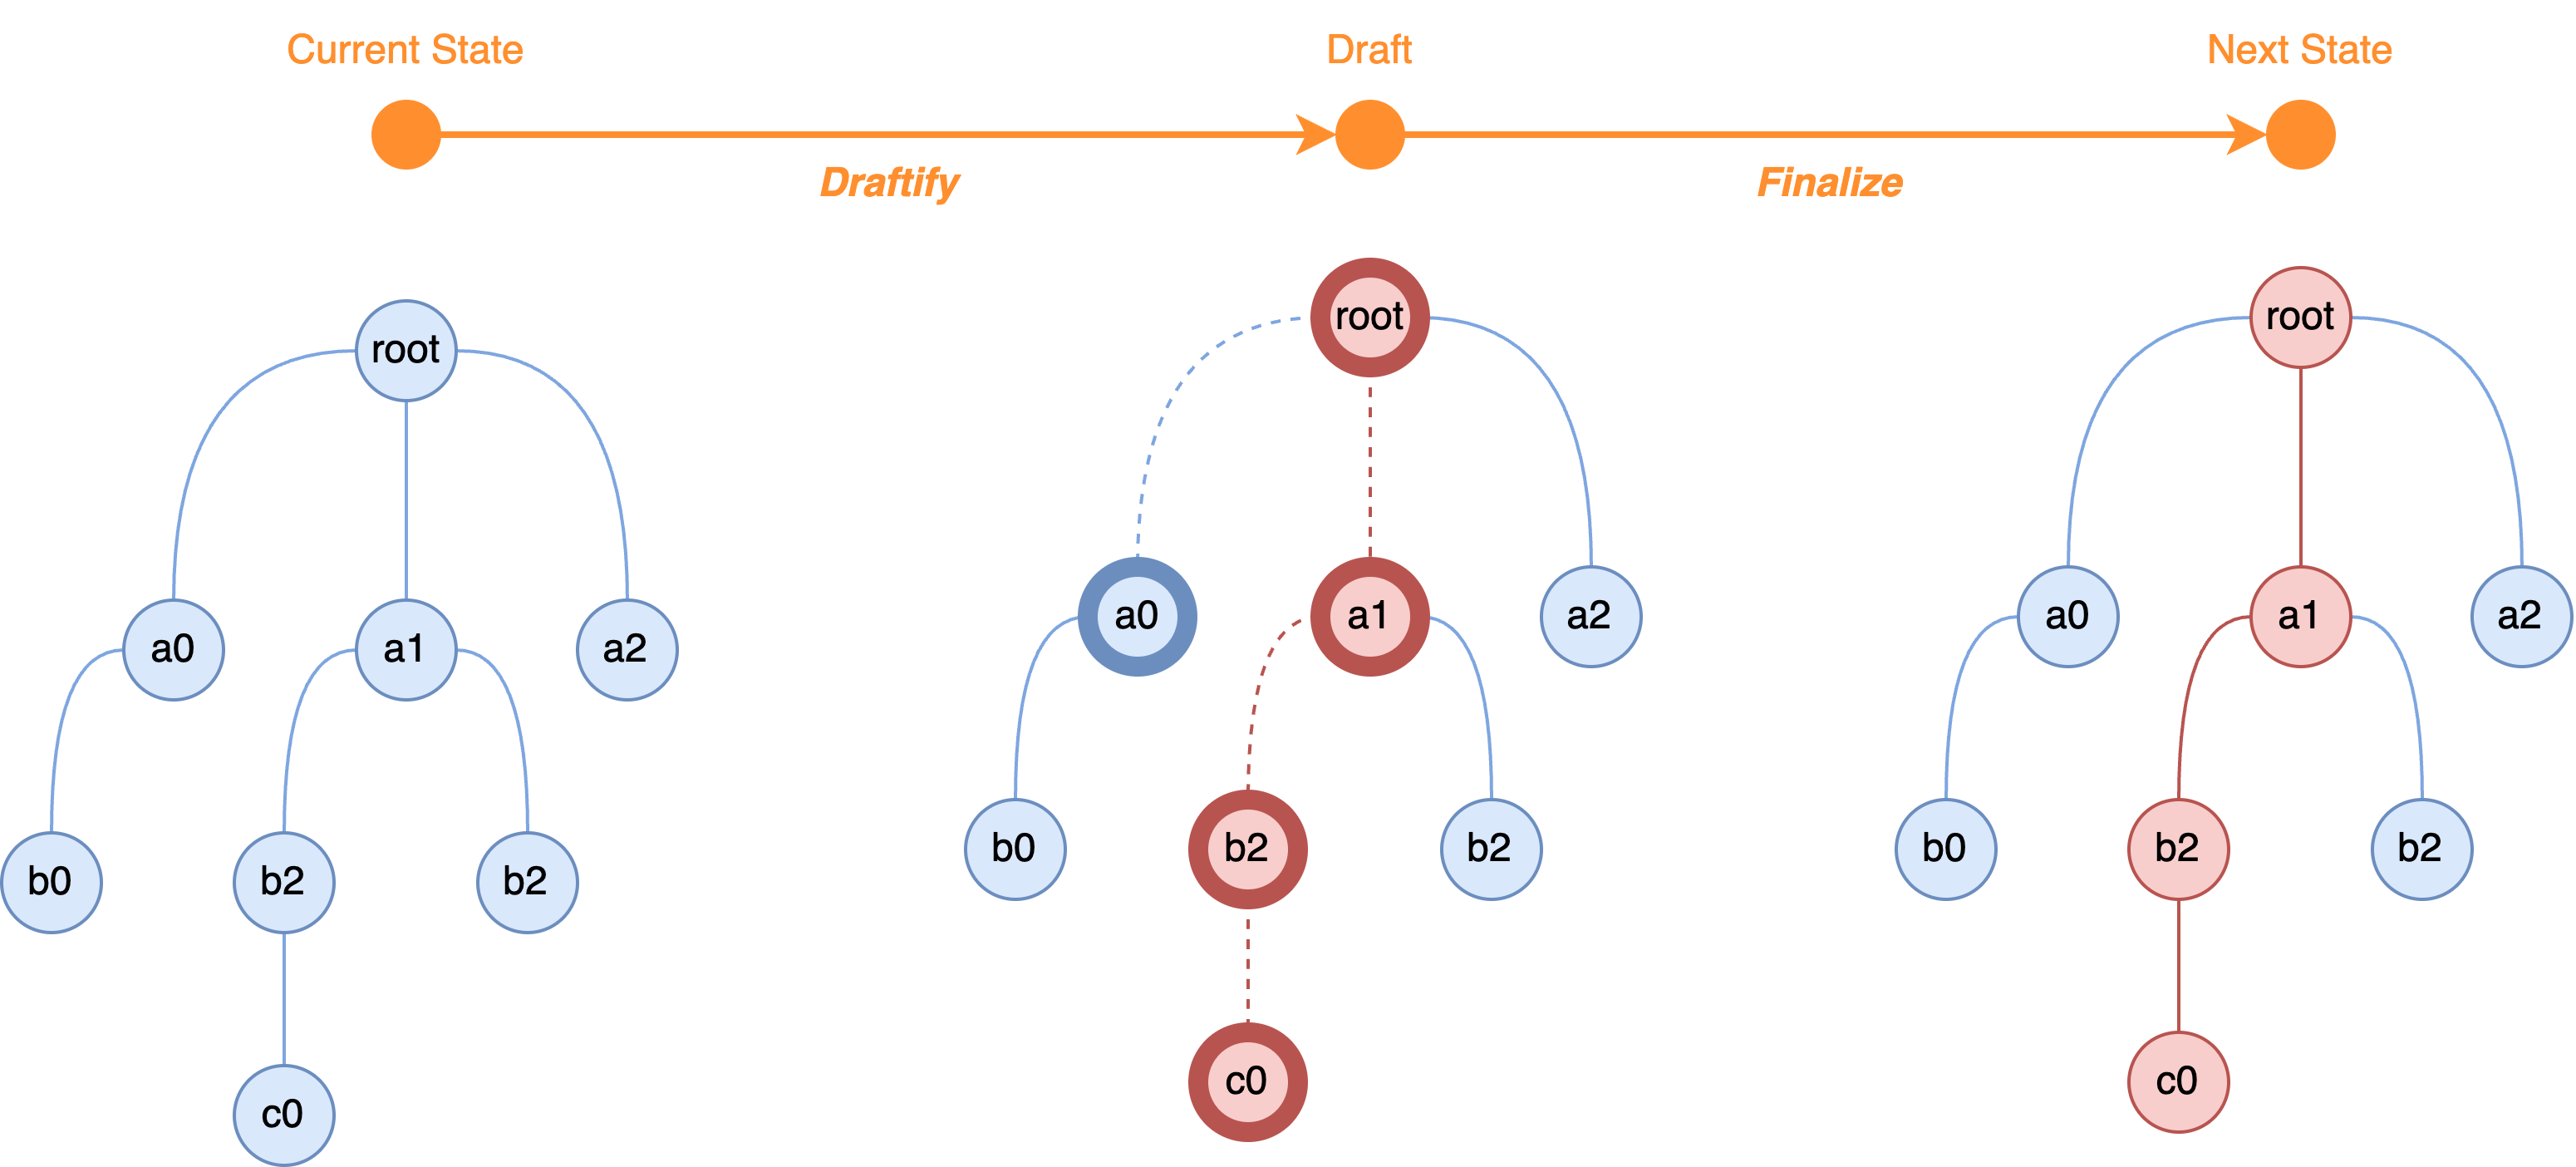 Current State
Draft
Next State
Draftify
Finalize
root
a0
a1
a2
b0
b2
b2
c0
root
a0
a1
a2
b0
b2
b2
c0
root
a0
a1
a2
b0
b2
b2
c0